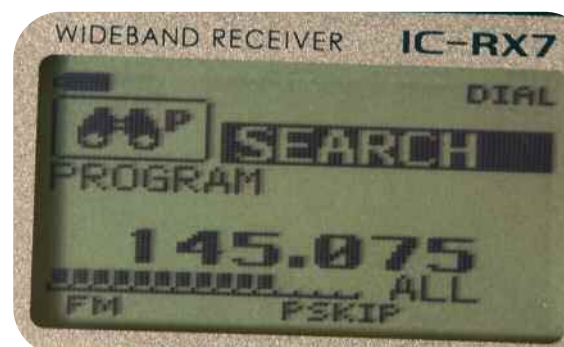 WIDEBAND RECEIVER IC-RX7
DIAL
P SEARCH
PROGRAM
145.075
ALL
FM PSKIP